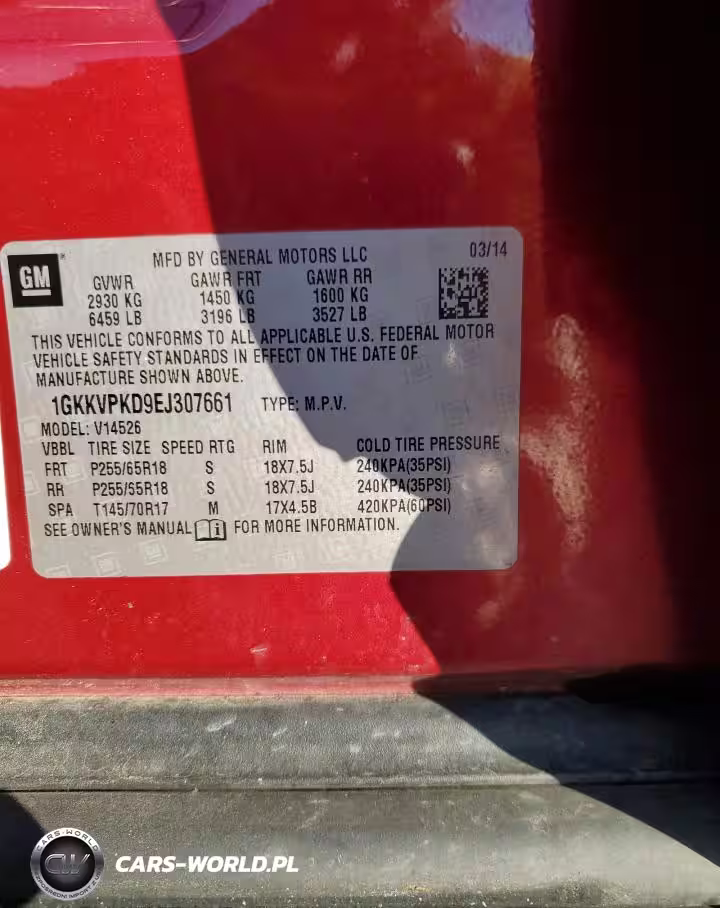 GM
MFD BY GENERAL MOTORS LLC 03/14
GVWR GAWR FRT GAWR RR
2930 KG 1450 KG 1600 KG
6459 LB 3196 LB 3527 LB
THIS VEHICLE CONFORMS TO ALL APPLICABLE U.S. FEDERAL MOTOR
VEHICLE SAFETY STANDARDS IN EFFECT ON THE DATE OF
MANUFACTURE SHOWN ABOVE.
1GKKVPKD9EJ307661 TYPE: M.P.V.
MODEL: V14526
VBBL TIRE SIZE SPEED RTG RIM COLD TIRE PRESSURE
FRT P255/65R18 S 18X7.5J 240KPA(35PSI)
RR P255/55R18 S 18X7.5J 240KPA(35PSI)
SPA T145/70R17 M 17X4.5B 420KPA(60PSI)
SEE OWNER'S MANUAL i FOR MORE INFORMATION.
CARS-WORLD
CW
CARS-WORLD.PL